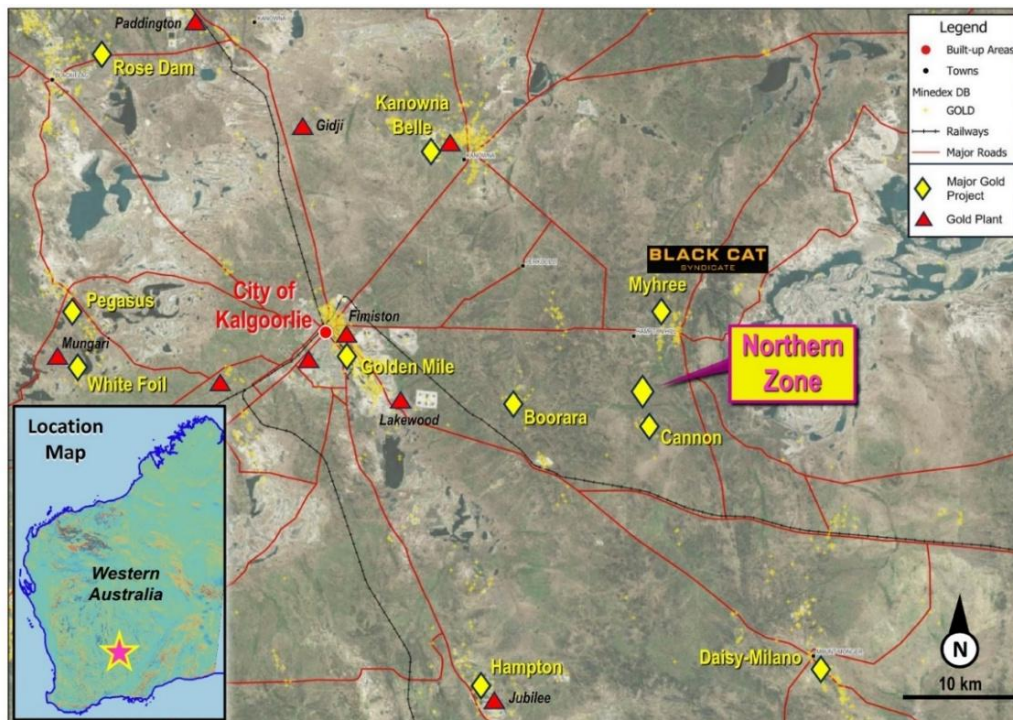 Paddington
KANOWNA
Rose Dam
Gidji
Kanowna
Belle
Legend
Built-up Areas
Towns
Minedex DB
GOLD
Railways
Major Roads
Major Gold
Project
Gold Plant
BLACK CAT
SYNDICATE
Myhree
City of
Kalgoorlie
Fimiston
Pegasus
Mungari
White Foil
Golden Mile
Northern
Zone
Lakewood
Boorara
Cannon
Location
Map
Western
Australia
Hampton
Jubilee
Daisy-Milano
N
10 km